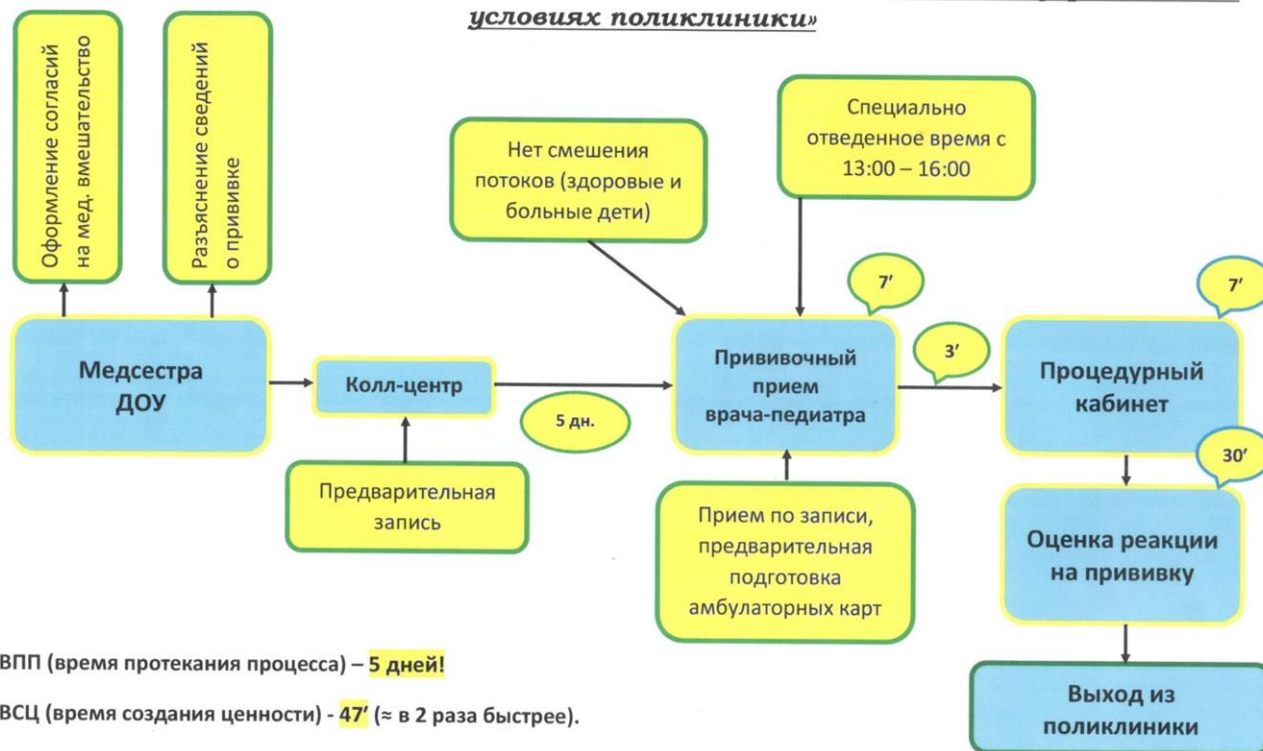 условиях поликлиники»
Оформление согласий
на мед. вмешательство
Разъяснение сведений
о прививке
Нет смешения
потоков (здоровые и
больные дети)
Специально
отведенное время с
13:00 – 16:00
Медсестра
ДОУ
Колл-центр
5 дн.
Предварительная
запись
7’
Прививочный
прием
врача-педиатра
3’
7’
Процедурный
кабинет
Прием по записи,
предварительная
подготовка
амбулаторных карт
30’
Оценка реакции
на прививку
Выход из
поликлиники
ВПП (время протекания процесса) – 5 дней!
ВСЦ (время создания ценности) - 47’ (≈ в 2 раза быстрее).